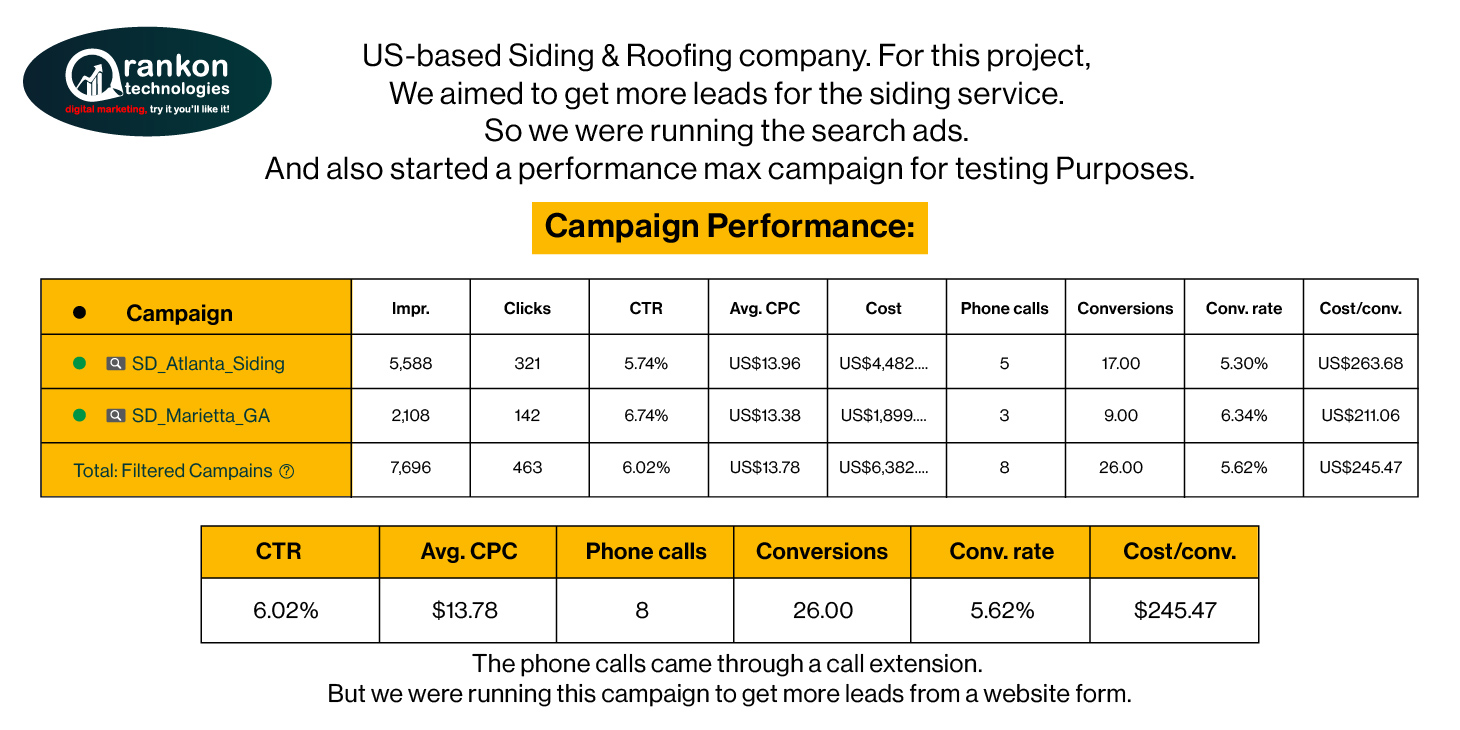 rankon
technologies
digital marketing, try it you'll like it!
US-based Siding & Roofing company. For this project,
We aimed to get more leads for the siding service.
So we were running the search ads.
And also started a performance max campaign for testing Purposes.
Campaign Performance:
Campaign Impr. Clicks CTR Avg. CPC Cost Phone calls Conversions Conv. rate Cost/conv.
SD_Atlanta_Siding 5,588 321 5.74% US$13.96 US$4,482.... 5 17.00 5.30% US$263.68
SD_Marietta_GA 2,108 142 6.74% US$13.38 US$1,899.... 3 9.00 6.34% US$211.06
Total: Filtered Campains ? 7,696 463 6.02% US$13.78 US$6,382.... 8 26.00 5.62% US$245.47
CTR Avg. CPC Phone calls Conversions Conv. rate Cost/conv.
6.02% $13.78 8 26.00 5.62% $245.47
The phone calls came through a call extension.
But we were running this campaign to get more leads from a website form.